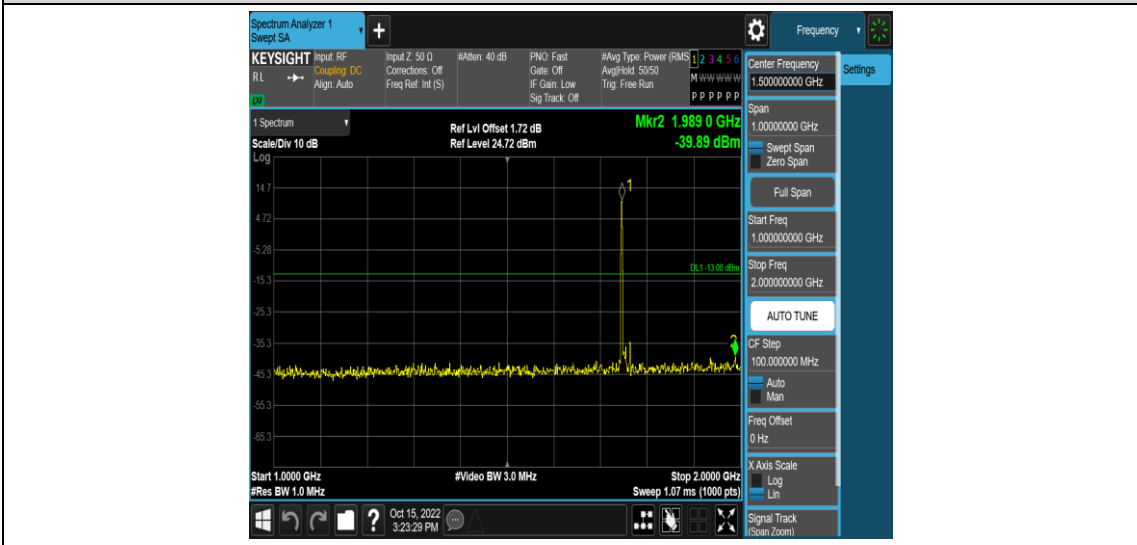 Spectrum Analyzer 1
Swept SA
+
Frequency
KEYSIGHT
RL
LXI
Input: RF
Coupling: DC
Align: Auto
Input Z: 50 Ω
Corrections: Off
Freq Ref: Int (S)
#Atten: 40 dB
PNO: Fast
Gate: Off
IF Gain: Low
Sig Track: Off
#Avg Type: Power (RMS
Avg|Hold: 50/50
Trig: Free Run
1 2 3 4 5 6
M W W W W W
P P P P P P
1 Spectrum
Scale/Div 10 dB
Log
Ref Lvl Offset 1.72 dB
Ref Level 24.72 dBm
Mkr2 1.989 0 GHz
-39.89 dBm
14.7
4.72
-5.28
-15.3
-25.3
-35.3
-45.3
-55.3
-65.3
1
DL1 -13.00 dBm
2
Start 1.0000 GHz
#Res BW 1.0 MHz
#Video BW 3.0 MHz
Stop 2.0000 GHz
Sweep 1.07 ms (1000 pts)
Center Frequency
1.500000000 GHz
Settings
Span
1.00000000 GHz
Swept Span
Zero Span
Full Span
Start Freq
1.000000000 GHz
Stop Freq
2.000000000 GHz
AUTO TUNE
CF Step
100.000000 MHz
Auto
Man
Freq Offset
0 Hz
X Axis Scale
Log
Lin
Signal Track
(Span Zoom)
?
Oct 15, 2022
3:23:29 PM